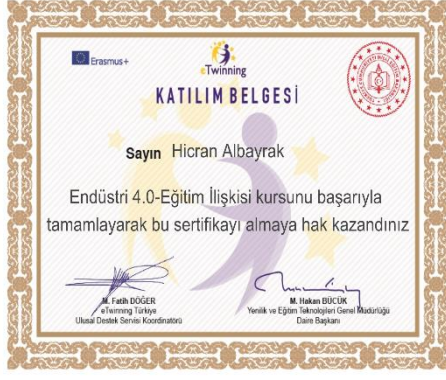 Erasmus+
eTwinning
KATILIM BELGESİ
Sayın Hicran Albayrak
Endüstri 4.0-Eğitim İlişkisi kursunu başarıyla
tamamlayarak bu sertifikayı almaya hak kazandınız
M. Fatih DÖĞER
eTwinning Türkiye
Ulusal Destek Servisi Koordinatörü
M. Hakan BÜCÜK
Yenilik ve Eğitim Teknolojileri Genel Müdürlüğü
Daire Başkanı